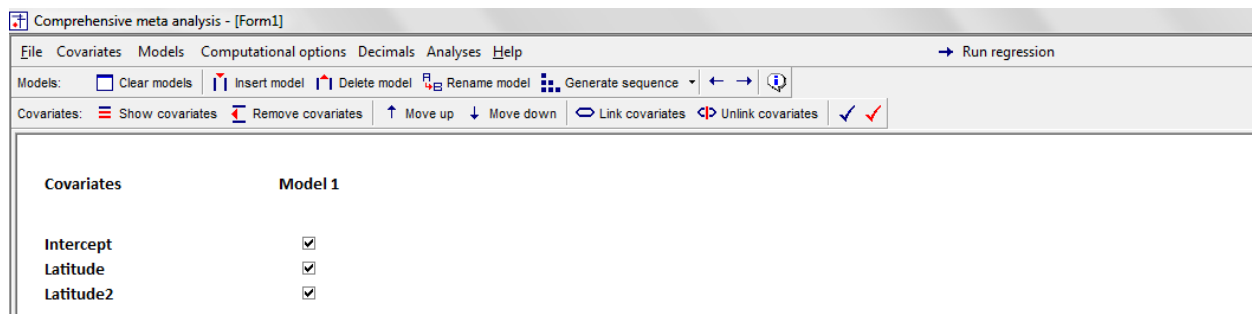 Comprehensive meta analysis - [Form1]
File Covariates Models Computational options Decimals Analyses Help → Run regression
Models: Clear models Insert model Delete model Rename model Generate sequence
Covariates: Show covariates Remove covariates Move up Move down Link covariates Unlink covariates
Covariates Model 1
Intercept
Latitude
Latitude2